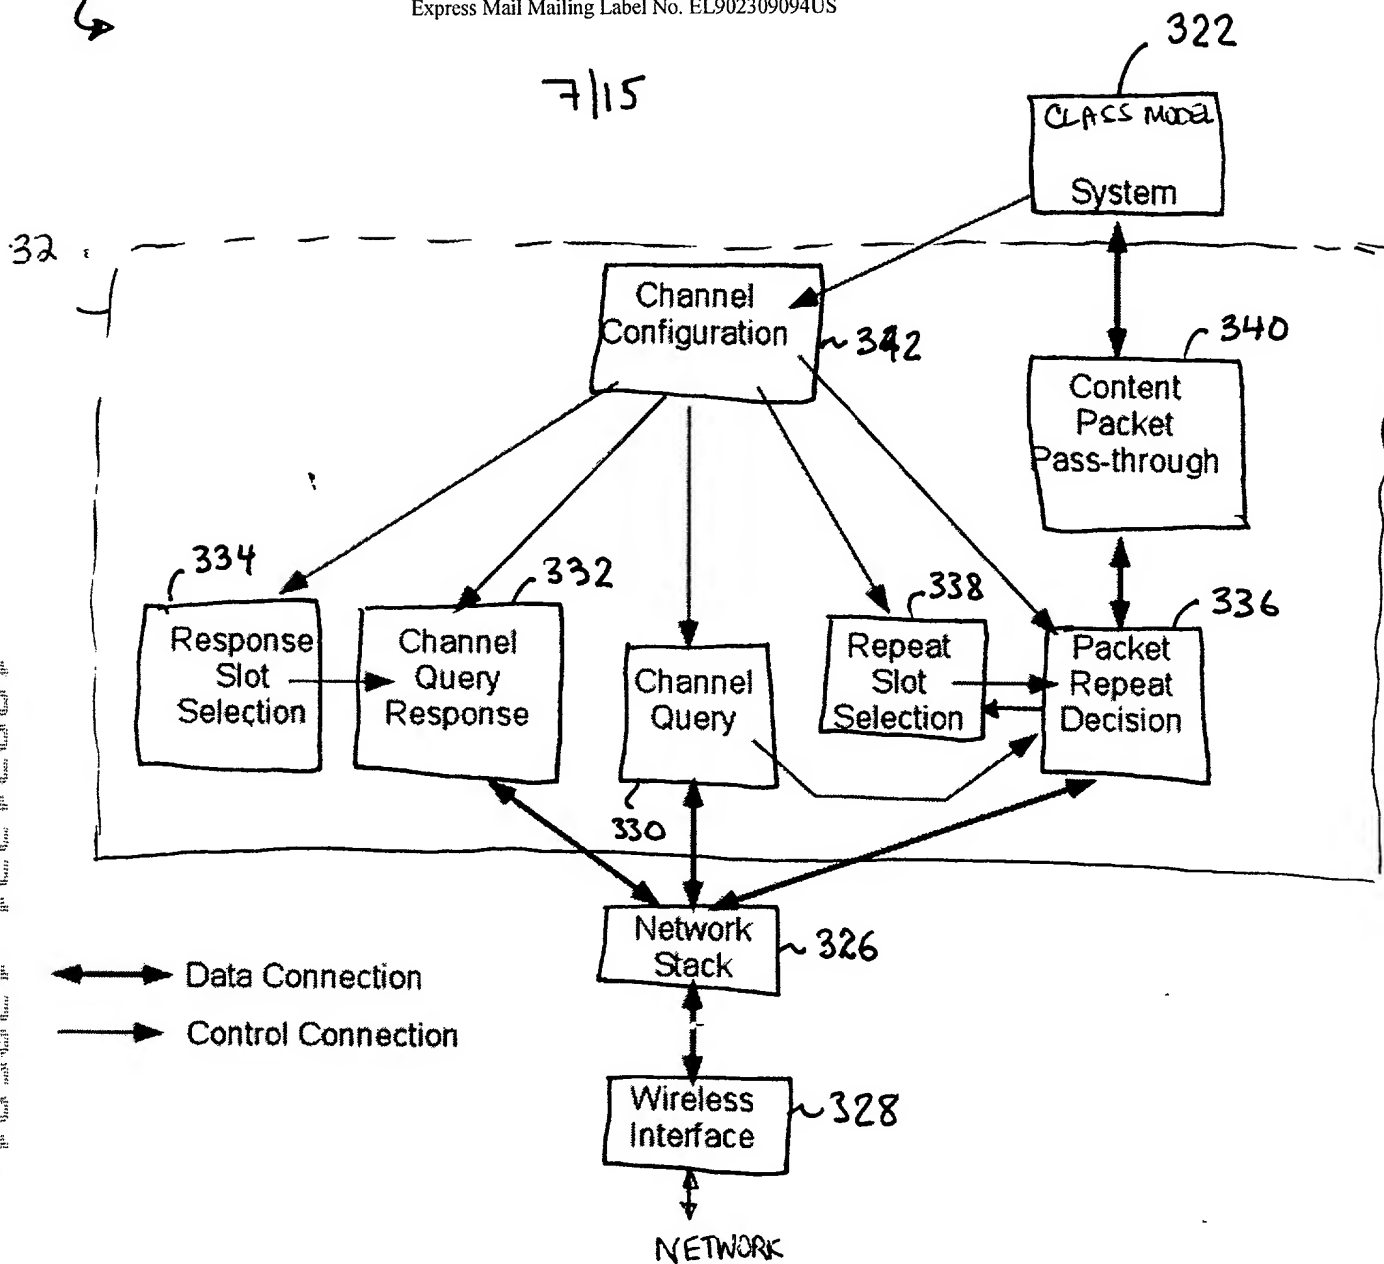 Express Mail Mailing Label No. EL902309094US
7/15
322
CLASS MODEL
System
32
Channel
Configuration
342
340
Content
Packet
Pass-through
334
332
338
336
Response
Slot
Selection
Channel
Query
Response
Channel
Query
Repeat
Slot
Selection
Packet
Repeat
Decision
330
Network
Stack
326
Data Connection
Control Connection
Wireless
Interface
328
NETWORK